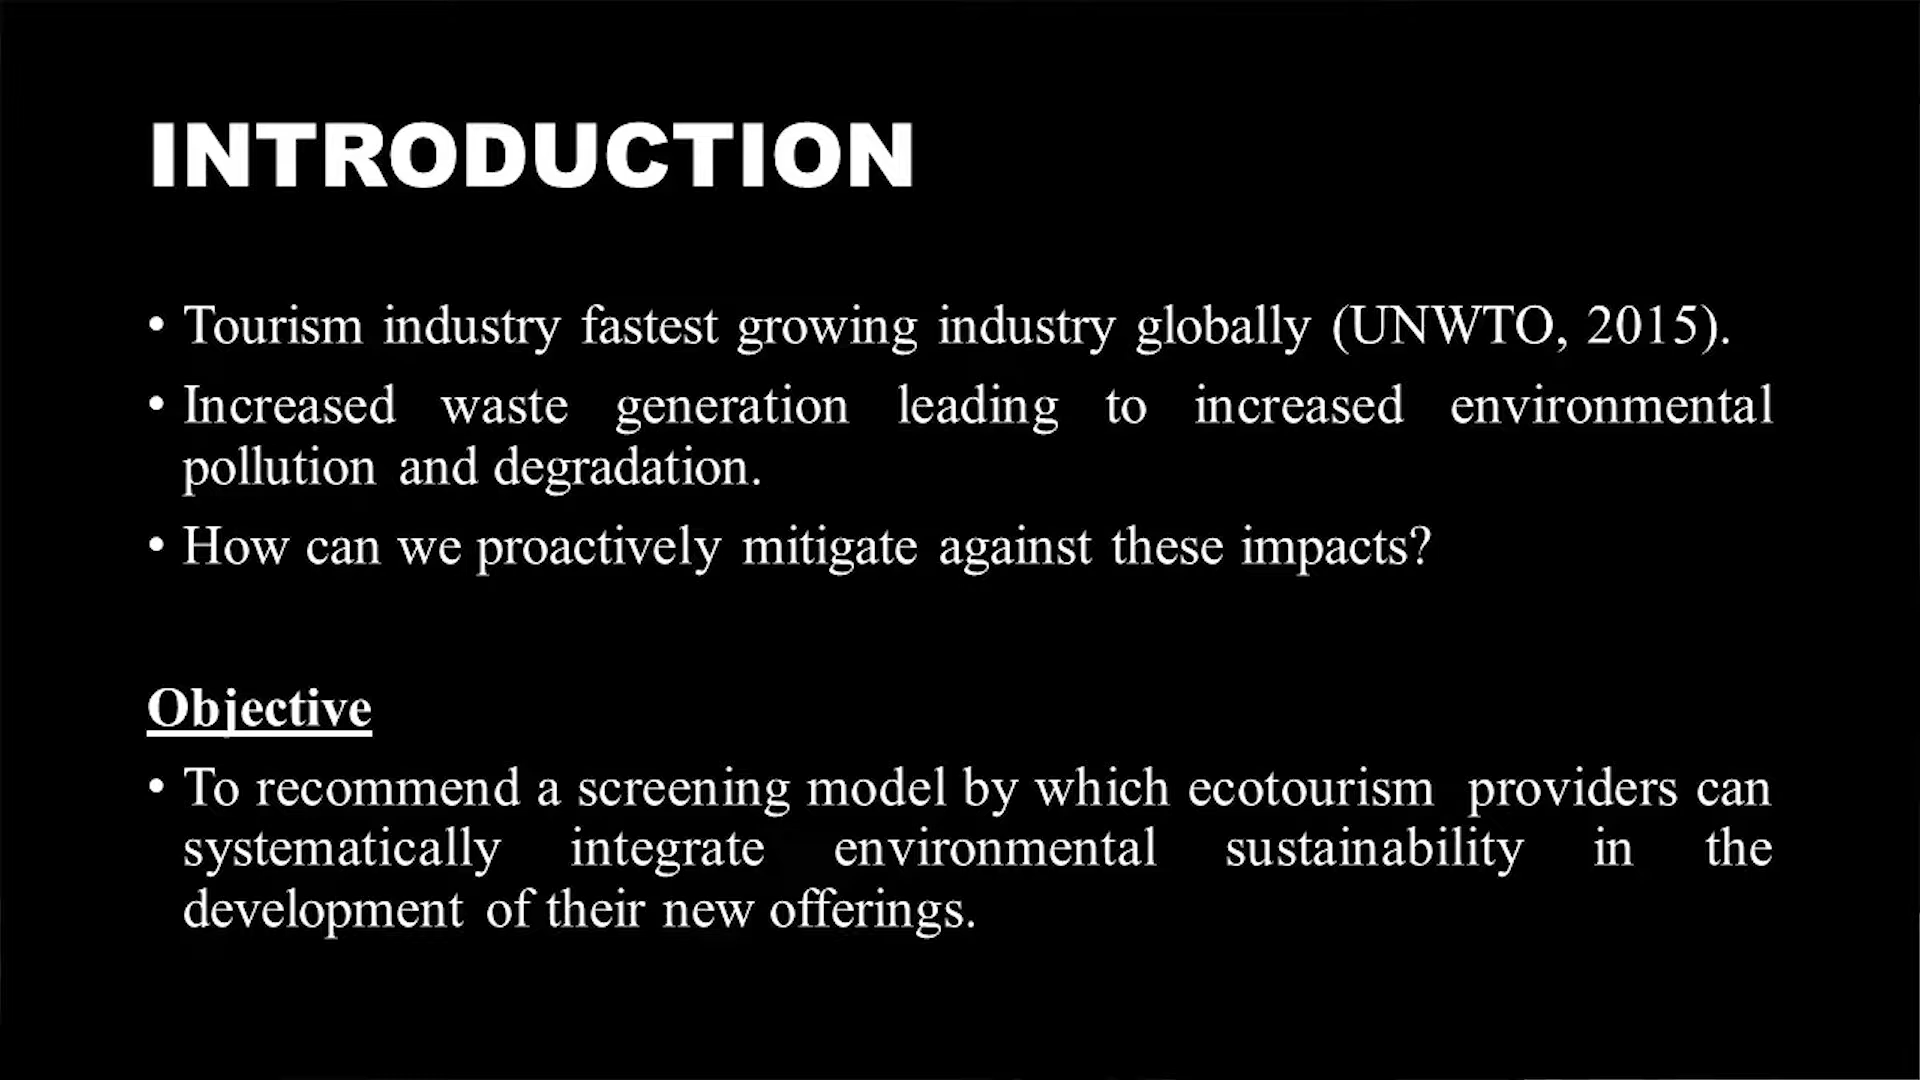 INTRODUCTION
• Tourism industry fastest growing industry globally (UNWTO, 2015).
• Increased waste generation leading to increased environmental
pollution and degradation.
• How can we proactively mitigate against these impacts?
Objective
• To recommend a screening model by which ecotourism providers can
systematically integrate environmental sustainability in the
development of their new offerings.